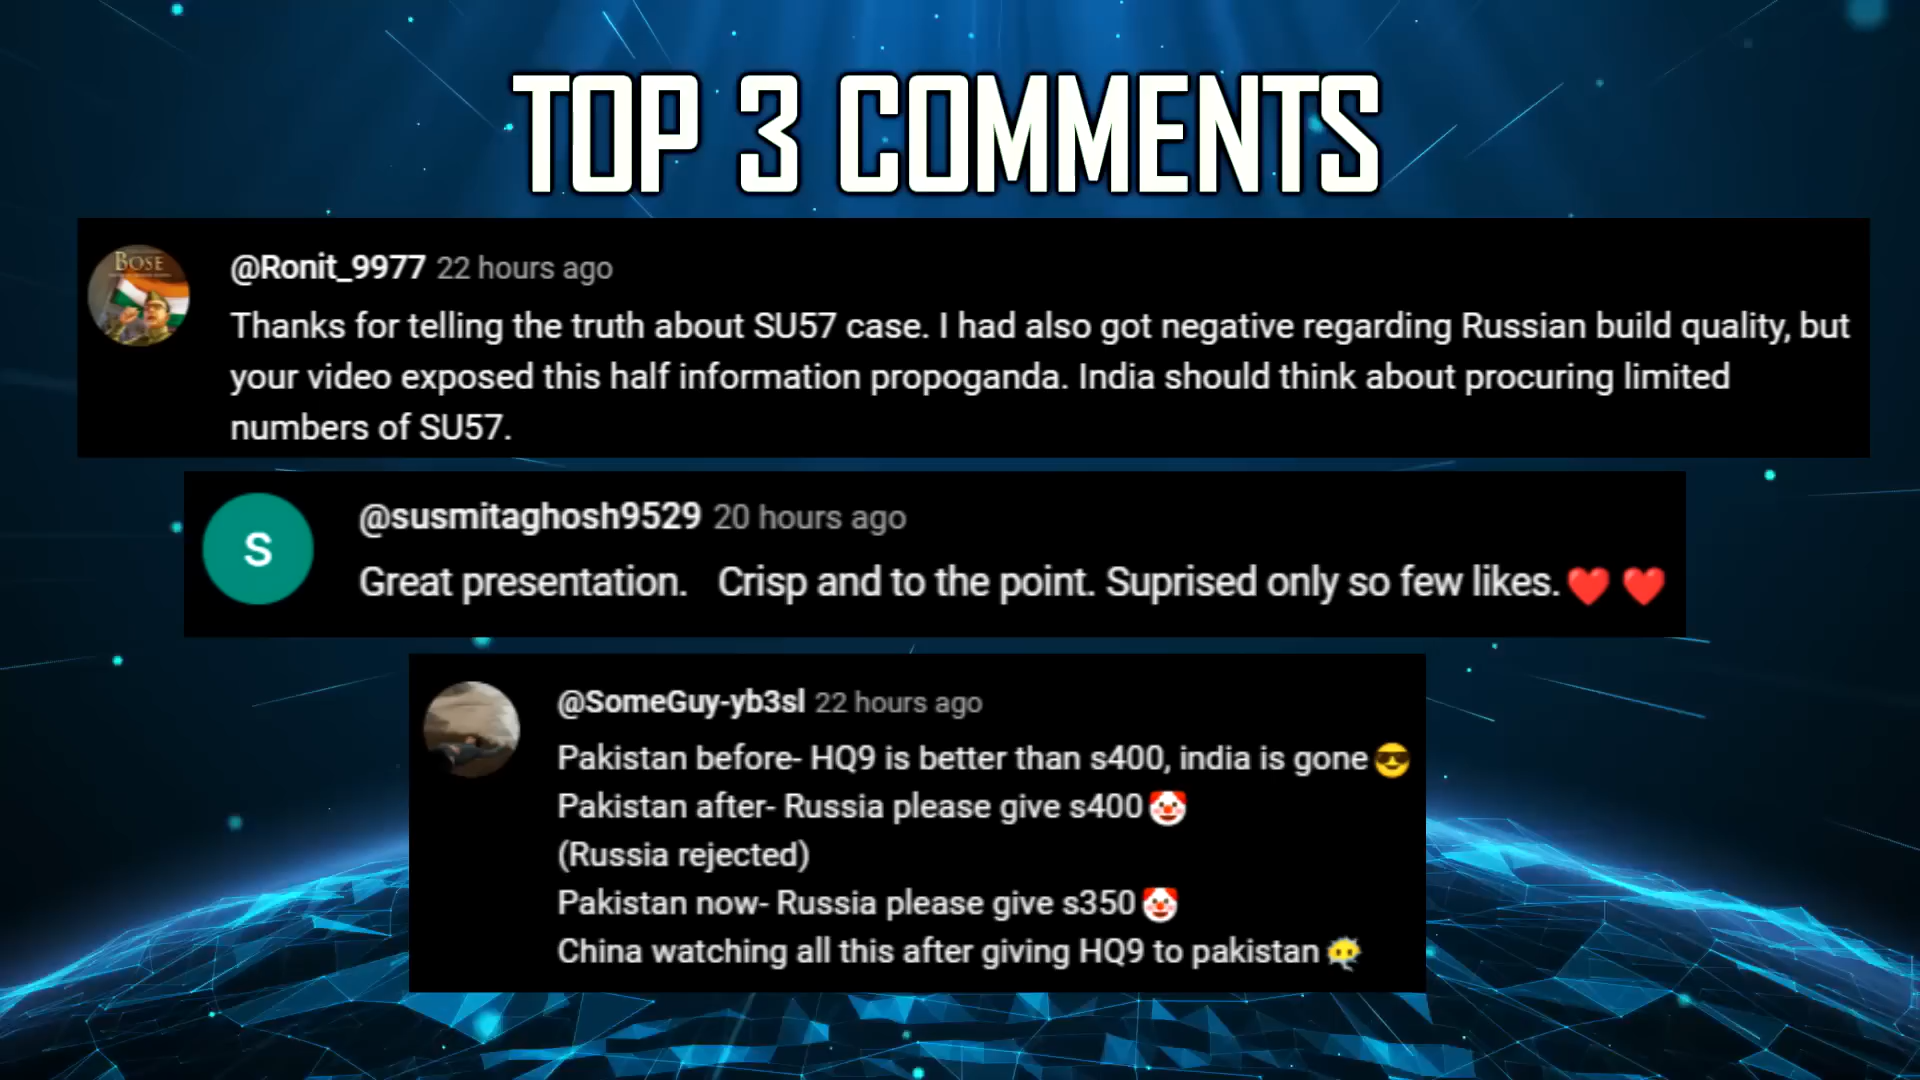 TOP 3 COMMENTS
BOSE
@Ronit_9977 22 hours ago
Thanks for telling the truth about SU57 case. I had also got negative regarding Russian build quality, but
your video exposed this half information propoganda. India should think about procuring limited
numbers of SU57.
S
@susmitaghosh9529 20 hours ago
Great presentation. Crisp and to the point. Suprised only so few likes.❤️ ❤️
@SomeGuy-yb3sl 22 hours ago
Pakistan before- HQ9 is better than s400, india is gone😎
Pakistan after- Russia please give s400🤡
(Russia rejected)
Pakistan now- Russia please give s350🤡
China watching all this after giving HQ9 to pakistan🫥